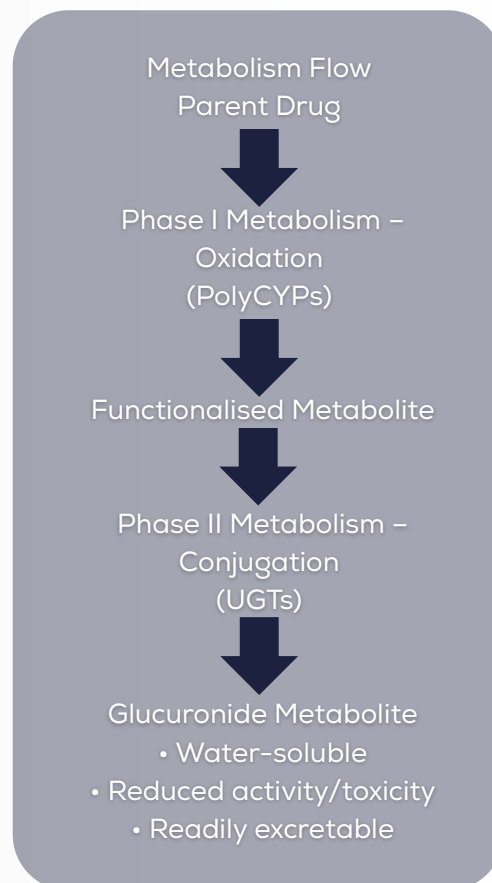 Metabolism Flow
Parent Drug
Phase I Metabolism –
Oxidation
(PolyCYPs)
Functionalised Metabolite
Phase II Metabolism –
Conjugation
(UGTs)
Glucuronide Metabolite
• Water-soluble
• Reduced activity/toxicity
• Readily excretable